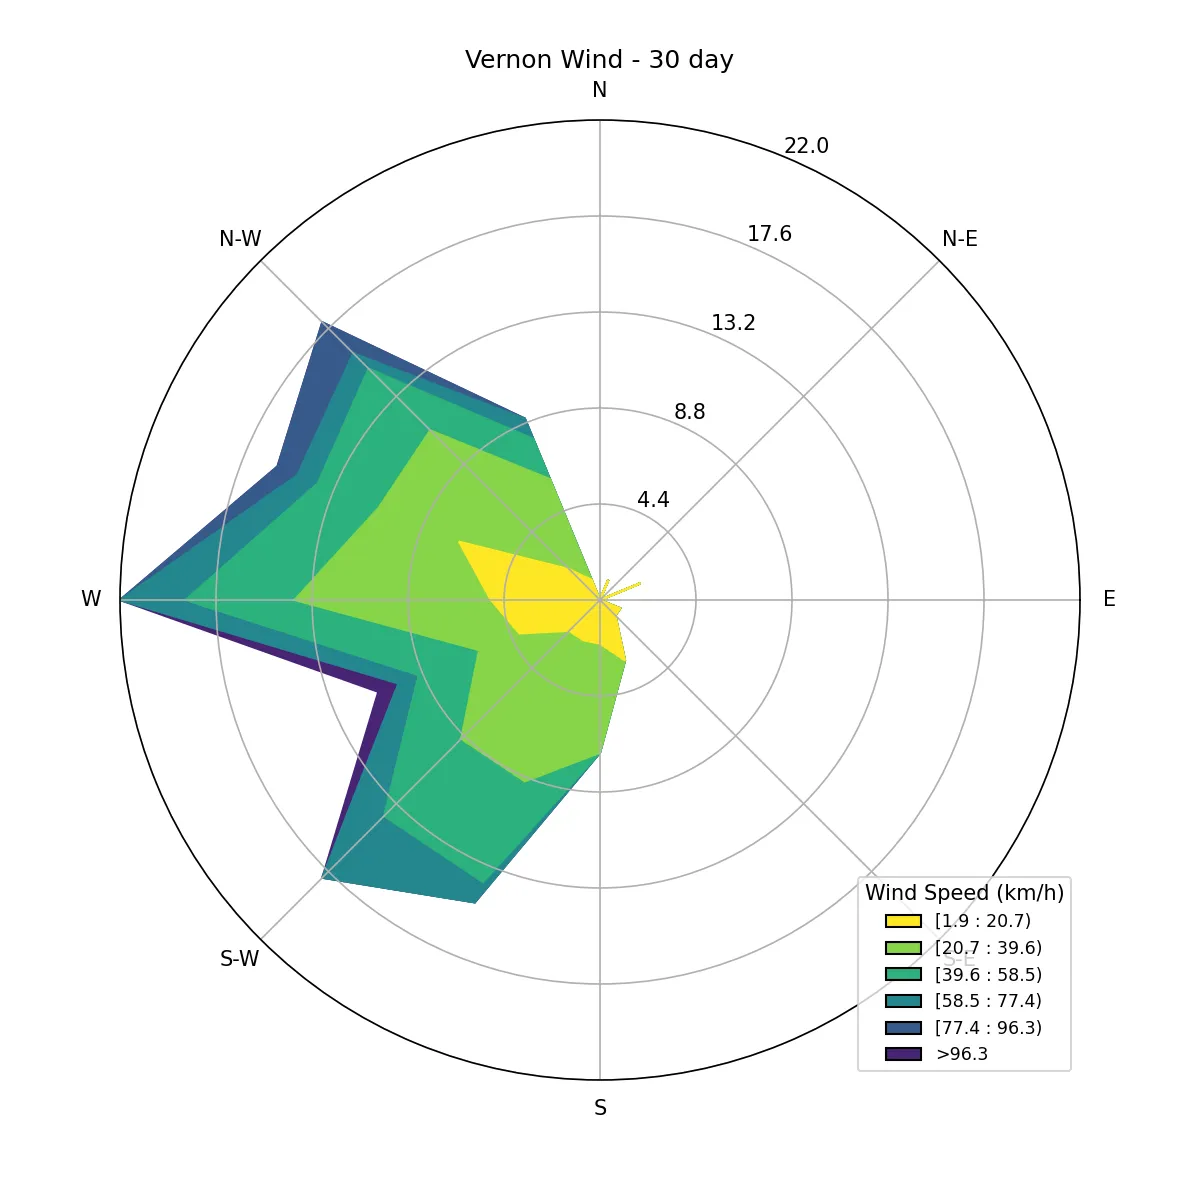 Vernon Wind - 30 day
N
22.0
N-W
17.6
N-E
13.2
8.8
4.4
W
E
Wind Speed (km/h)
[1.9 : 20.7)
[20.7 : 39.6)
S-W
S-E
[39.6 : 58.5)
[58.5 : 77.4)
[77.4 : 96.3)
>96.3
S